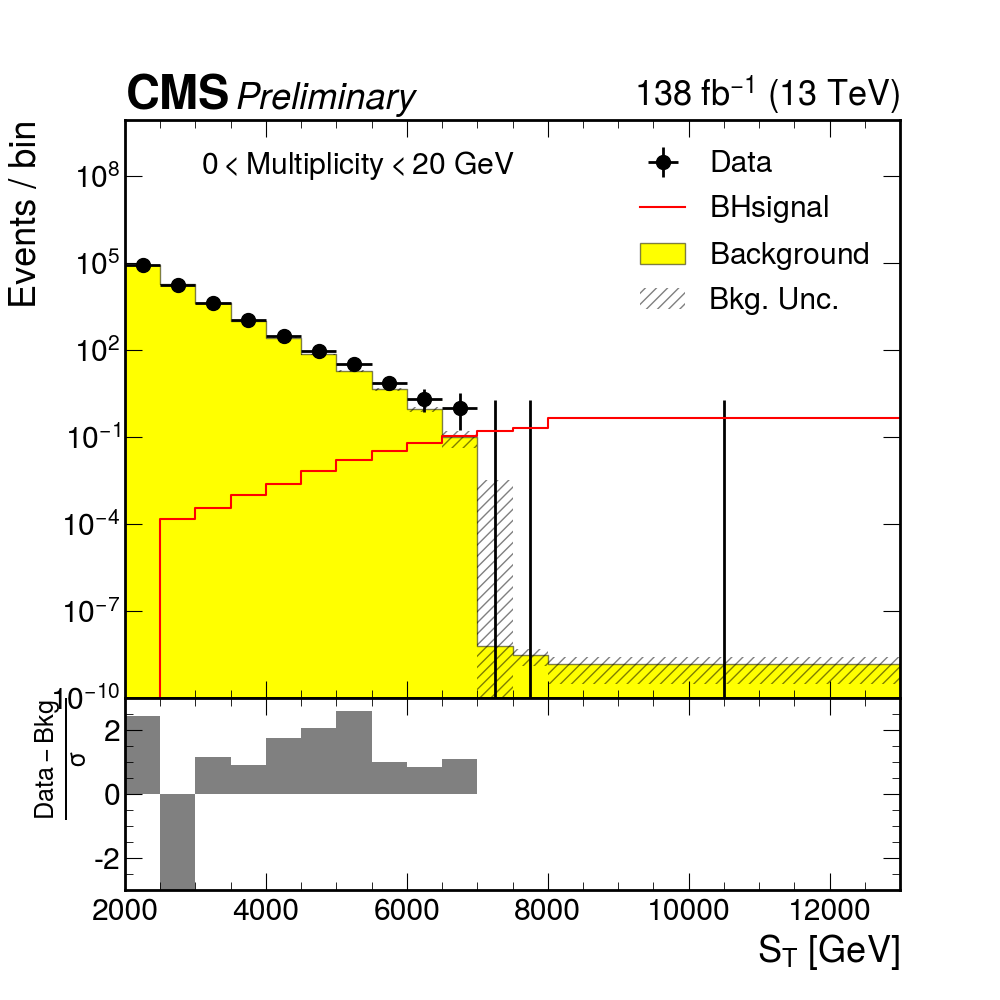 CMS Preliminary
138 fb⁻¹ (13 TeV)
Events / bin
0 < Multiplicity < 20 GeV
Data
BHsignal
Background
Bkg. Unc.
10⁸
10⁵
10²
10⁻¹
10⁻⁴
10⁻⁷
10⁻¹⁰
Data – Bkg
σ
2
0
-2
2000 4000 6000 8000 10000 12000
S_T [GeV]